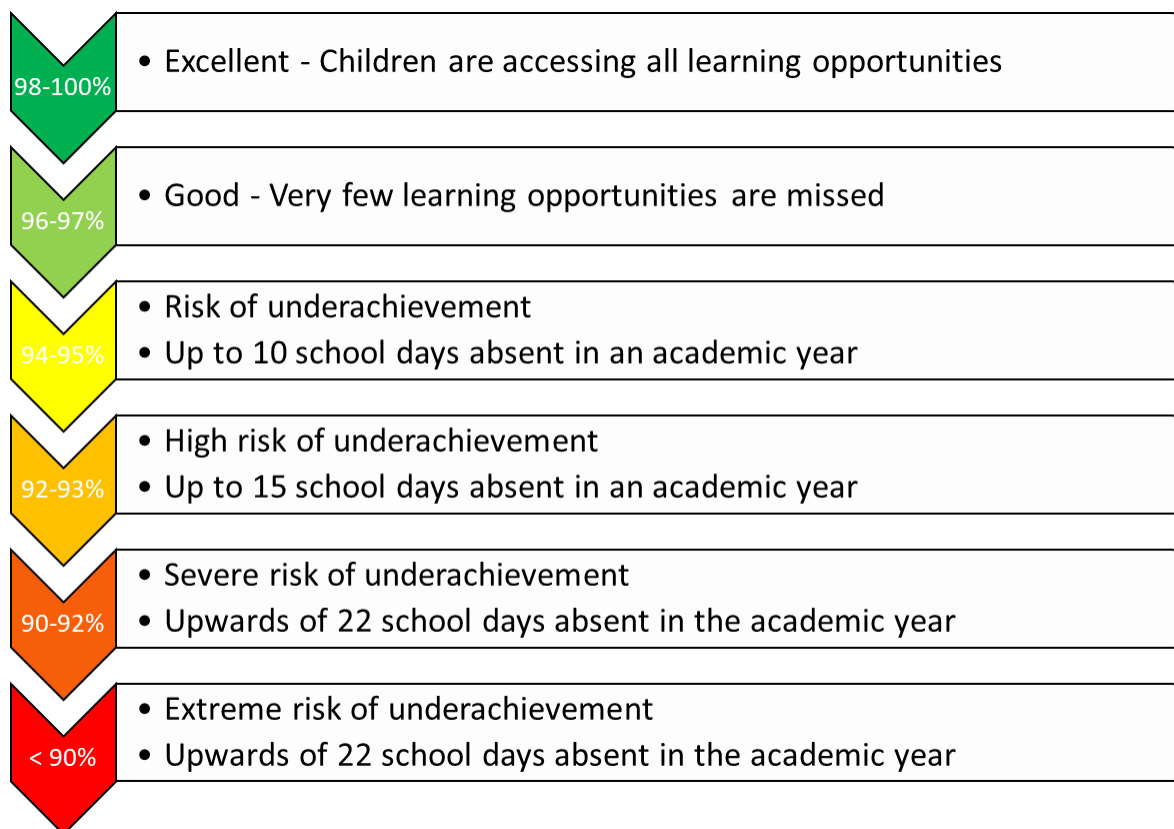 98-100%
• Excellent - Children are accessing all learning opportunities
96-97%
• Good - Very few learning opportunities are missed
94-95%
• Risk of underachievement
• Up to 10 school days absent in an academic year
92-93%
• High risk of underachievement
• Up to 15 school days absent in an academic year
90-92%
• Severe risk of underachievement
• Upwards of 22 school days absent in the academic year
< 90%
• Extreme risk of underachievement
• Upwards of 22 school days absent in the academic year